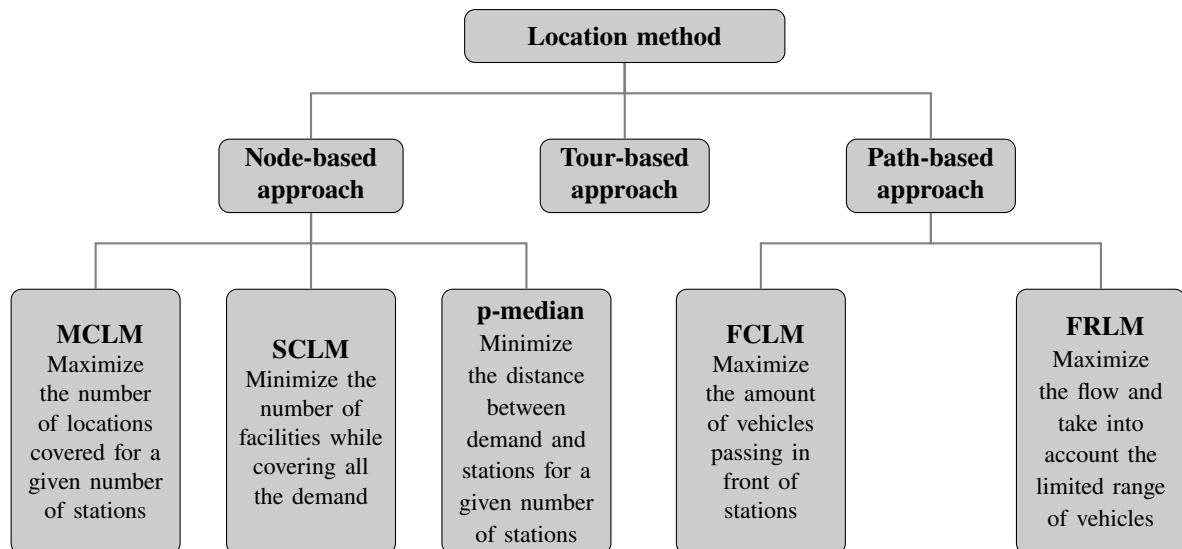 Location method
Node-based
approach
Tour-based
approach
Path-based
approach
MCLM
Maximize
the number
of locations
covered for a
given number
of stations
SCLM
Minimize the
number of
facilities while
covering all
the demand
p-median
Minimize
the distance
between
demand and
stations for a
given number
of stations
FCLM
Maximize
the amount
of vehicles
passing in
front of
stations
FRLM
Maximize
the flow and
take into
account the
limited range
of vehicles